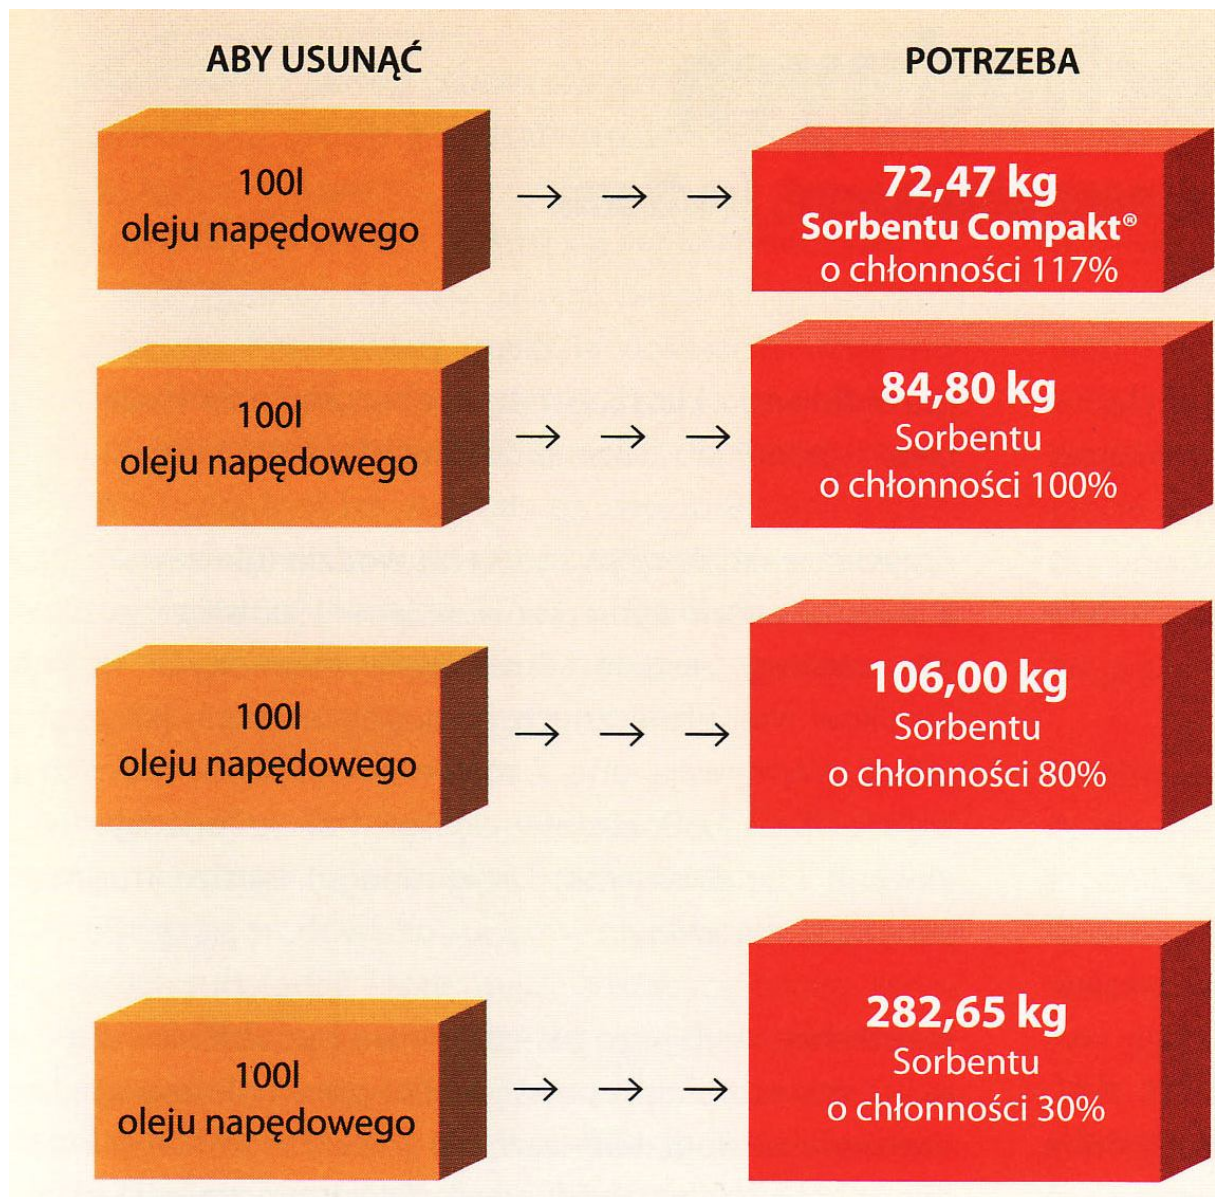 ABY USUNĄĆ
POTRZEBA
100l
oleju napędowego
→ → →
72,47 kg
Sorbentu Compakt®
o chłonności 117%
100l
oleju napędowego
→ → →
84,80 kg
Sorbentu
o chłonności 100%
100l
oleju napędowego
→ → →
106,00 kg
Sorbentu
o chłonności 80%
100l
oleju napędowego
→ → →
282,65 kg
Sorbentu
o chłonności 30%